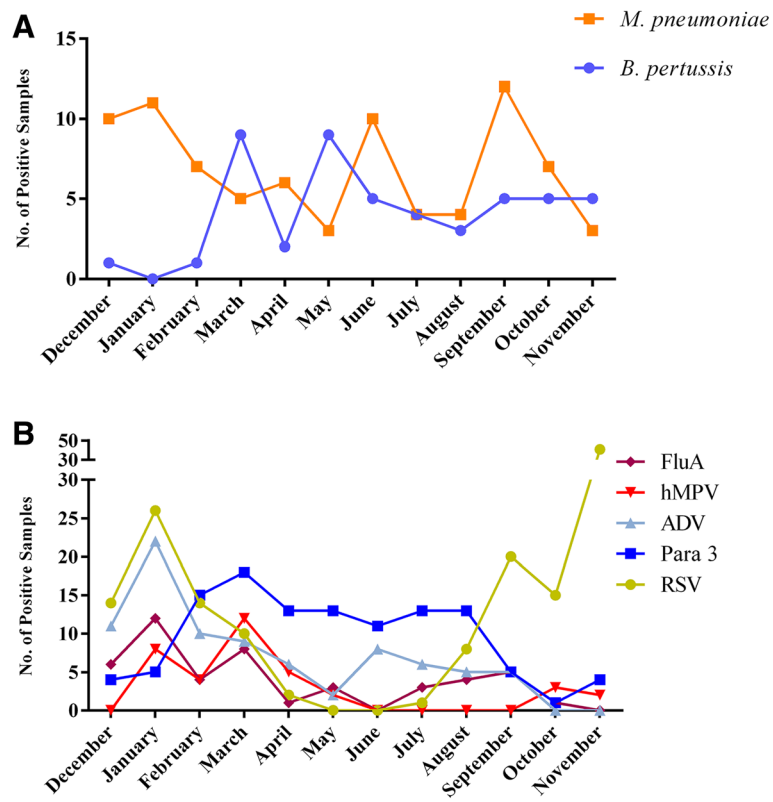 A
M. pneumoniae
B. pertussis
No. of Positive Samples
15
10
5
0
December
January
February
March
April
May
June
July
August
September
October
November
B
50
30
30
25
20
15
10
5
0
No. of Positive Samples
FluA
hMPV
ADV
Para 3
RSV
December
January
February
March
April
May
June
July
August
September
October
November